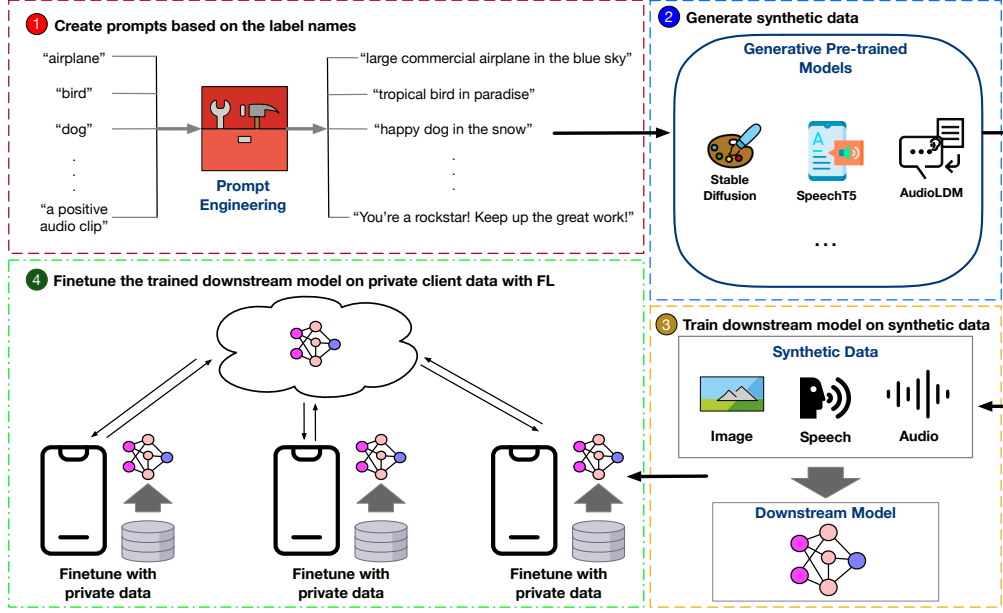 1 Create prompts based on the label names
“airplane”
“bird”
“dog”
.
.
.
“a positive
audio clip”
Prompt
Engineering
“large commercial airplane in the blue sky”
“tropical bird in paradise”
“happy dog in the snow”
.
.
.
“You’re a rockstar! Keep up the great work!”
2 Generate synthetic data
Generative Pre-trained
Models
Stable
Diffusion
A
SpeechT5
AudioLDM
...
3 Train downstream model on synthetic data
Synthetic Data
Image
Speech
Audio
Downstream Model
4 Finetune the trained downstream model on private client data with FL
Finetune with
private data
Finetune with
private data
Finetune with
private data